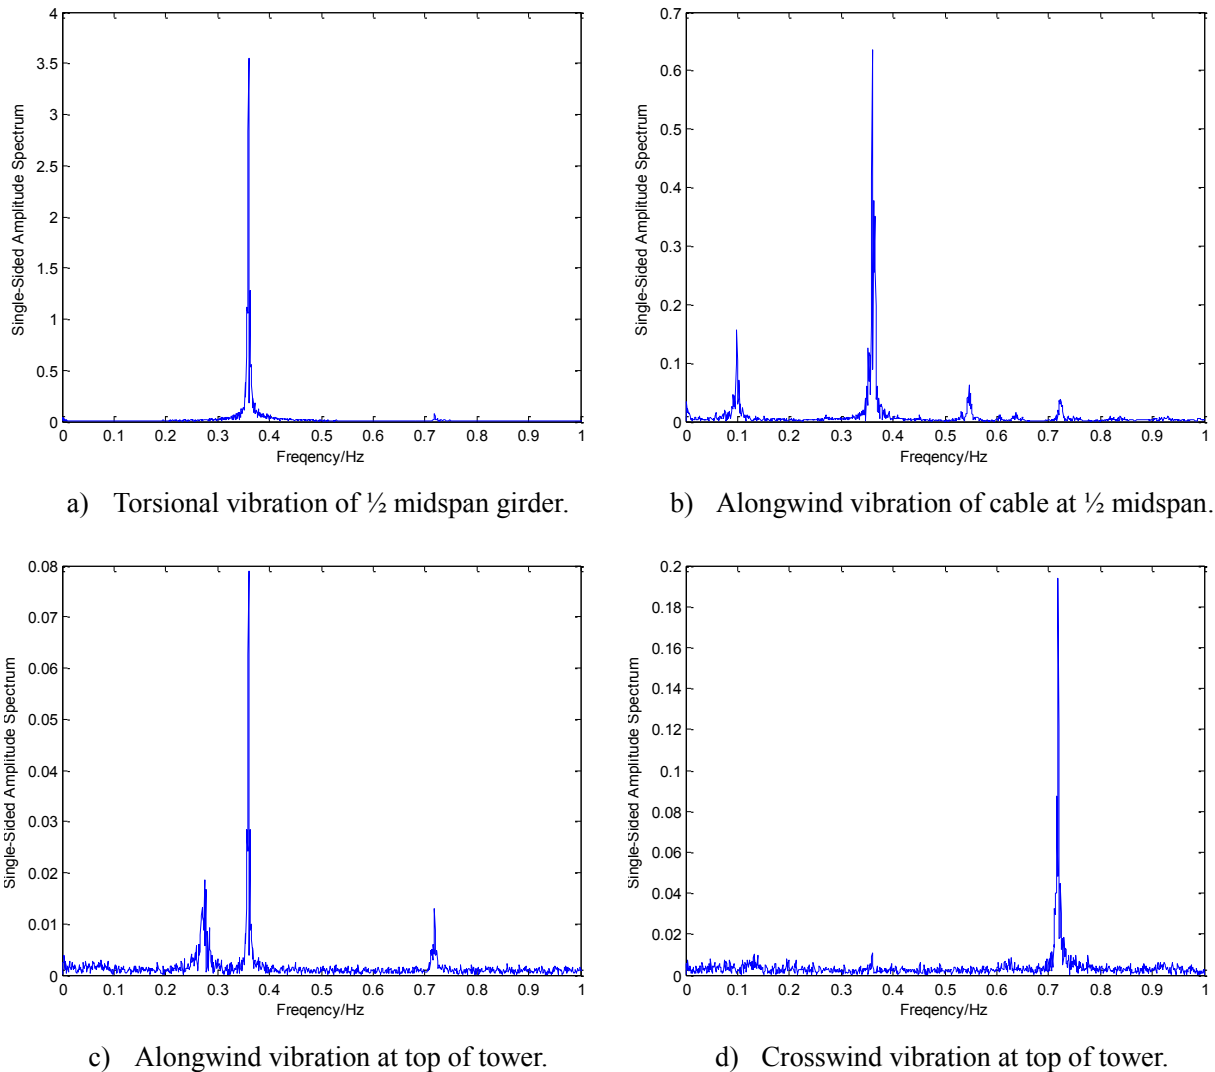 4
3.5
3
2.5
2
1.5
1
0.5
0
0 0.1 0.2 0.3 0.4 0.5 0.6 0.7 0.8 0.9 1
Freqency/Hz
Single-Sided Amplitude Spectrum
a) Torsional vibration of ½ midspan girder.
0.7
0.6
0.5
0.4
0.3
0.2
0.1
0
0 0.1 0.2 0.3 0.4 0.5 0.6 0.7 0.8 0.9 1
Freqency/Hz
Single-Sided Amplitude Spectrum
b) Alongwind vibration of cable at ½ midspan.
0.08
0.07
0.06
0.05
0.04
0.03
0.02
0.01
0
0 0.1 0.2 0.3 0.4 0.5 0.6 0.7 0.8 0.9 1
Freqency/Hz
Single-Sided Amplitude Spectrum
c) Alongwind vibration at top of tower.
0.2
0.18
0.16
0.14
0.12
0.1
0.08
0.06
0.04
0.02
0
0 0.1 0.2 0.3 0.4 0.5 0.6 0.7 0.8 0.9 1
Freqency/Hz
Single-Sided Amplitude Spectrum
d) Crosswind vibration at top of tower.